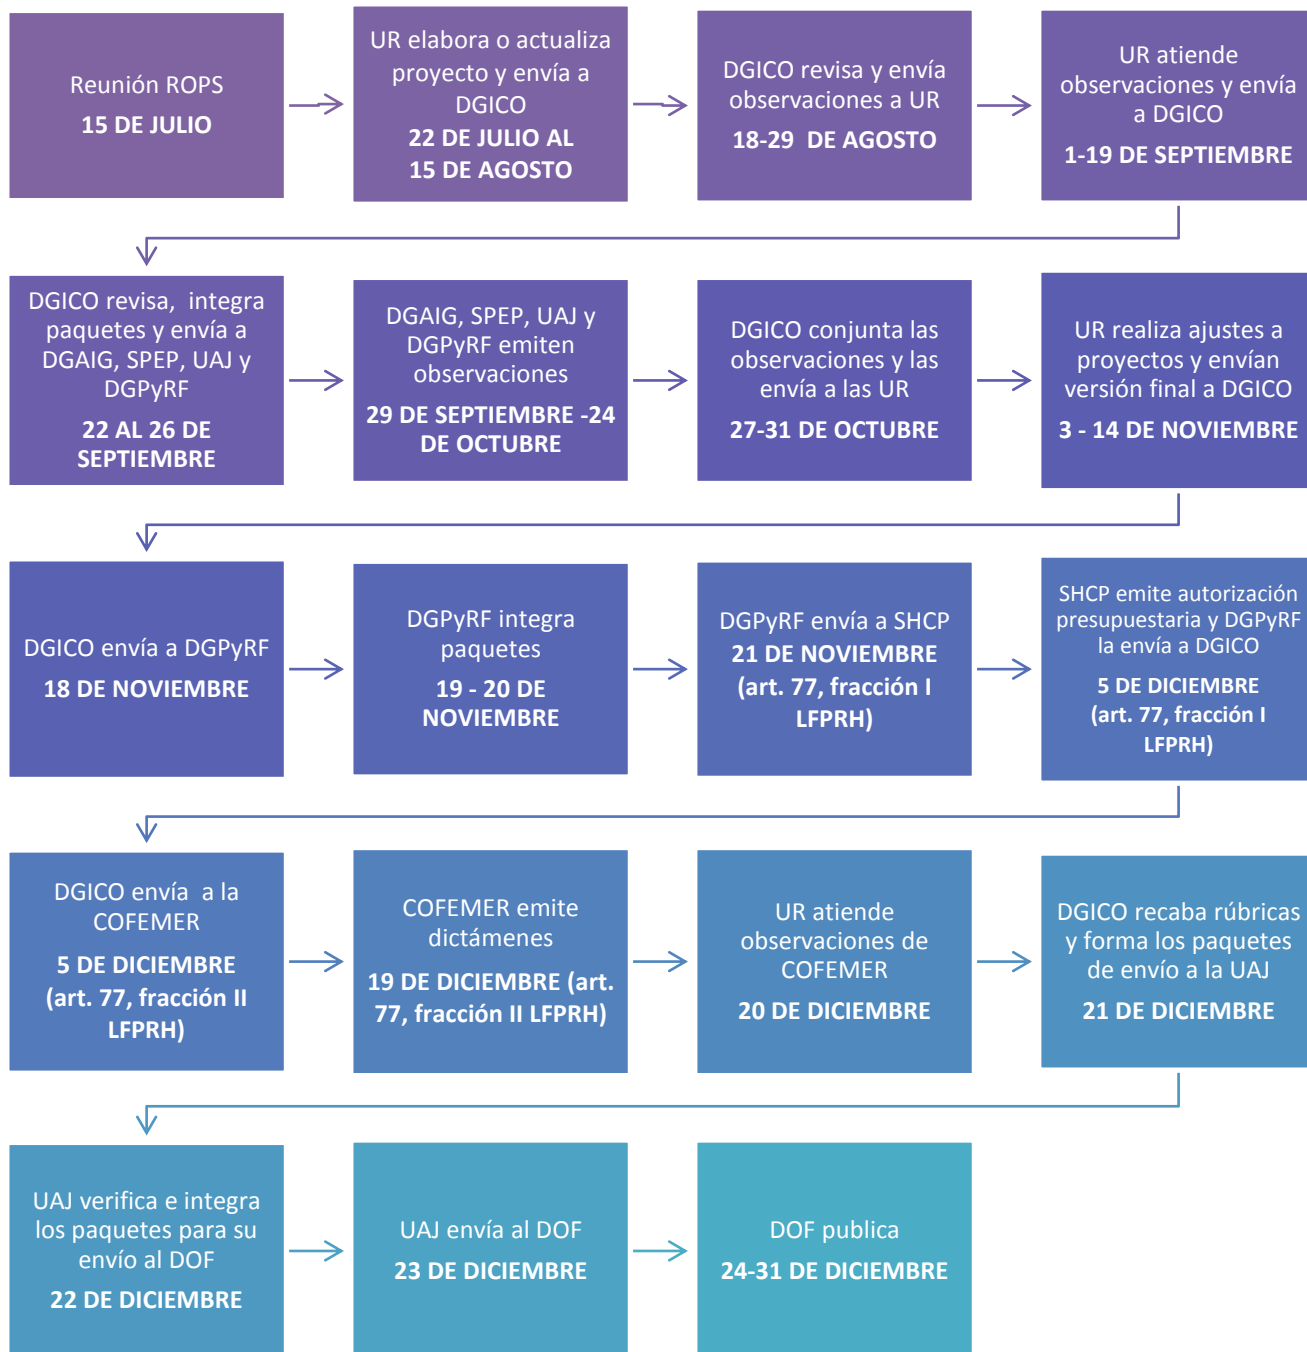 Reunión ROPS
15 DE JULIO
UR elabora o actualiza
proyecto y envía a
DGICO
22 DE JULIO AL
15 DE AGOSTO
DGICO revisa y envía
observaciones a UR
18-29  DE AGOSTO
UR atiende
observaciones y envía
a DGICO
1-19 DE SEPTIEMBRE
DGICO revisa,  integra
paquetes y envía a
DGAIG, SPEP, UAJ y
DGPyRF
22 AL 26 DE
SEPTIEMBRE
DGAIG, SPEP, UAJ y
DGPyRF emiten
observaciones
29 DE SEPTIEMBRE -24
DE OCTUBRE
DGICO conjunta las
observaciones y las
envía a las UR
27-31 DE OCTUBRE
UR realiza ajustes a
proyectos y envían
versión final a DGICO
3 - 14 DE NOVIEMBRE
DGICO envía a DGPyRF
18 DE NOVIEMBRE
DGPyRF integra
paquetes
19 - 20 DE
NOVIEMBRE
DGPyRF envía a SHCP
21 DE NOVIEMBRE
(art. 77, fracción I
LFPRH)
SHCP emite autorización
presupuestaria y DGPyRF
la envía a DGICO
5 DE DICIEMBRE
(art. 77, fracción I
LFPRH)
DGICO envía  a la
COFEMER
5 DE DICIEMBRE
(art. 77, fracción II
LFPRH)
COFEMER emite
dictámenes
19 DE DICIEMBRE (art.
77, fracción II LFPRH)
UR atiende
observaciones de
COFEMER
20 DE DICIEMBRE
DGICO recaba rúbricas
y forma los paquetes
de envío a la UAJ
21 DE DICIEMBRE
UAJ verifica e integra
los paquetes para su
envío al DOF
22 DE DICIEMBRE
UAJ envía al DOF
23 DE DICIEMBRE
DOF publica
24-31 DE DICIEMBRE